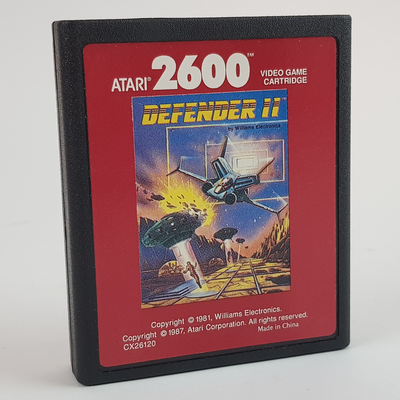 ATARI 2600™ VIDEO GAME
CARTRIDGE
DEFENDER II™
by Williams Electronics
Copyright © 1981, Williams Electronics.
Copyright © 1987, Atari Corporation. All rights reserved.
CX26120 Made in China